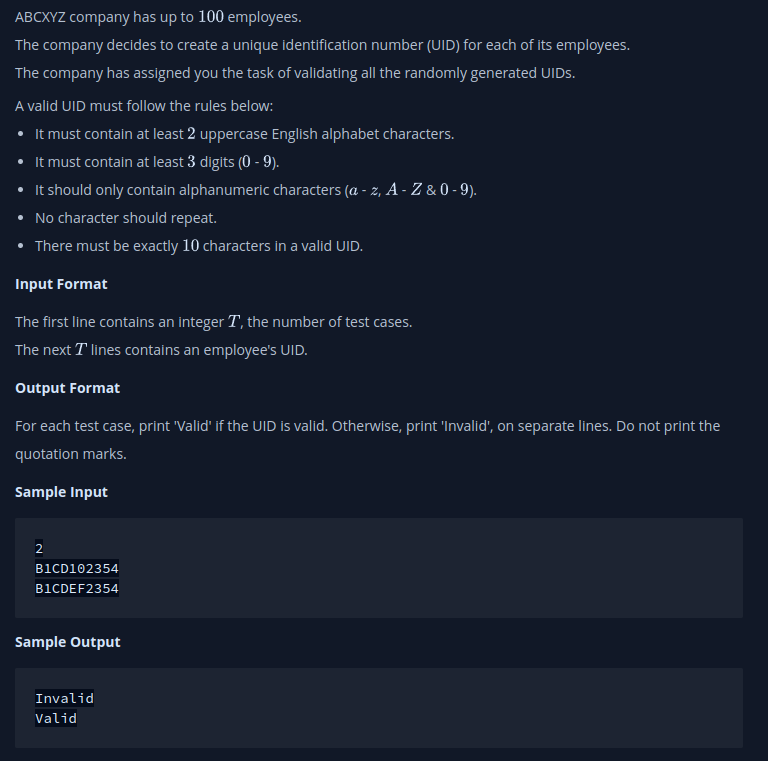 ABCXYZ company has up to 100 employees.
The company decides to create a unique identification number (UID) for each of its employees.
The company has assigned you the task of validating all the randomly generated UIDs.
A valid UID must follow the rules below:
• It must contain at least 2 uppercase English alphabet characters.
• It must contain at least 3 digits (0 - 9).
• It should only contain alphanumeric characters (a - z, A - Z & 0 - 9).
• No character should repeat.
• There must be exactly 10 characters in a valid UID.
Input Format
The first line contains an integer T, the number of test cases.
The next T lines contains an employee's UID.
Output Format
For each test case, print 'Valid' if the UID is valid. Otherwise, print 'Invalid', on separate lines. Do not print the
quotation marks.
Sample Input
2
B1CD102354
B1CDEF2354
Sample Output
Invalid
Valid